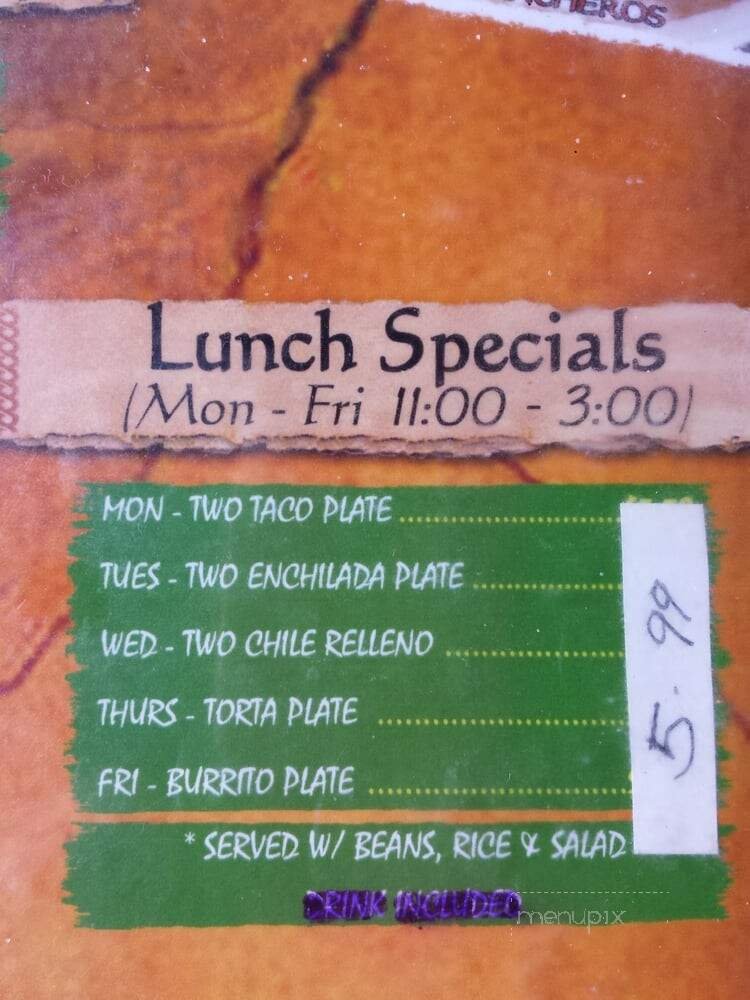 Lunch Specials
(Mon - Fri 11:00 - 3:00)
MON - TWO TACO PLATE
TUES - TWO ENCHILADA PLATE
WED - TWO CHILE RELLENO
THURS - TORTA PLATE
FRI - BURRITO PLATE
5.99
* SERVED W/ BEANS, RICE & SALAD
DRINK INCLUDED
menupix